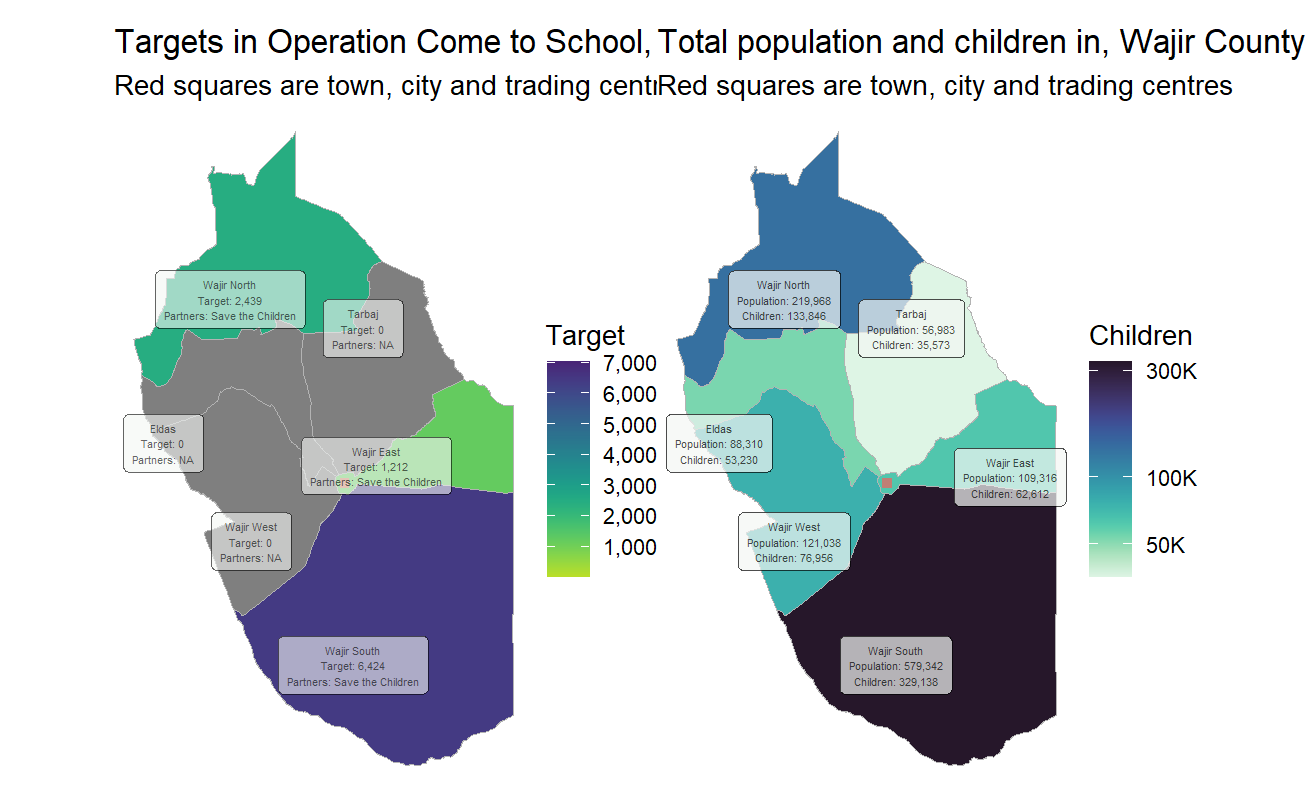 Targets in Operation Come to School,
Red squares are town, city and trading cent
Wajir North
Target: 2,439
Partners: Save the Children
Tarbaj
Target: 0
Partners: NA
Eldas
Target: 0
Partners: NA
Wajir East
Target: 1,212
Partners: Save the Children
Wajir West
Target: 0
Partners: NA
Wajir South
Target: 6,424
Partners: Save the Children
Target
7,000
6,000
5,000
4,000
3,000
2,000
1,000
Total population and children in, Wajir County
Red squares are town, city and trading centres
Wajir North
Population: 219,968
Children: 133,846
Tarbaj
Population: 56,983
Children: 35,573
Eldas
Population: 88,310
Children: 53,230
Wajir East
Population: 109,316
Children: 62,612
Wajir West
Population: 121,038
Children: 76,956
Wajir South
Population: 579,342
Children: 329,138
Children
300K
100K
50K